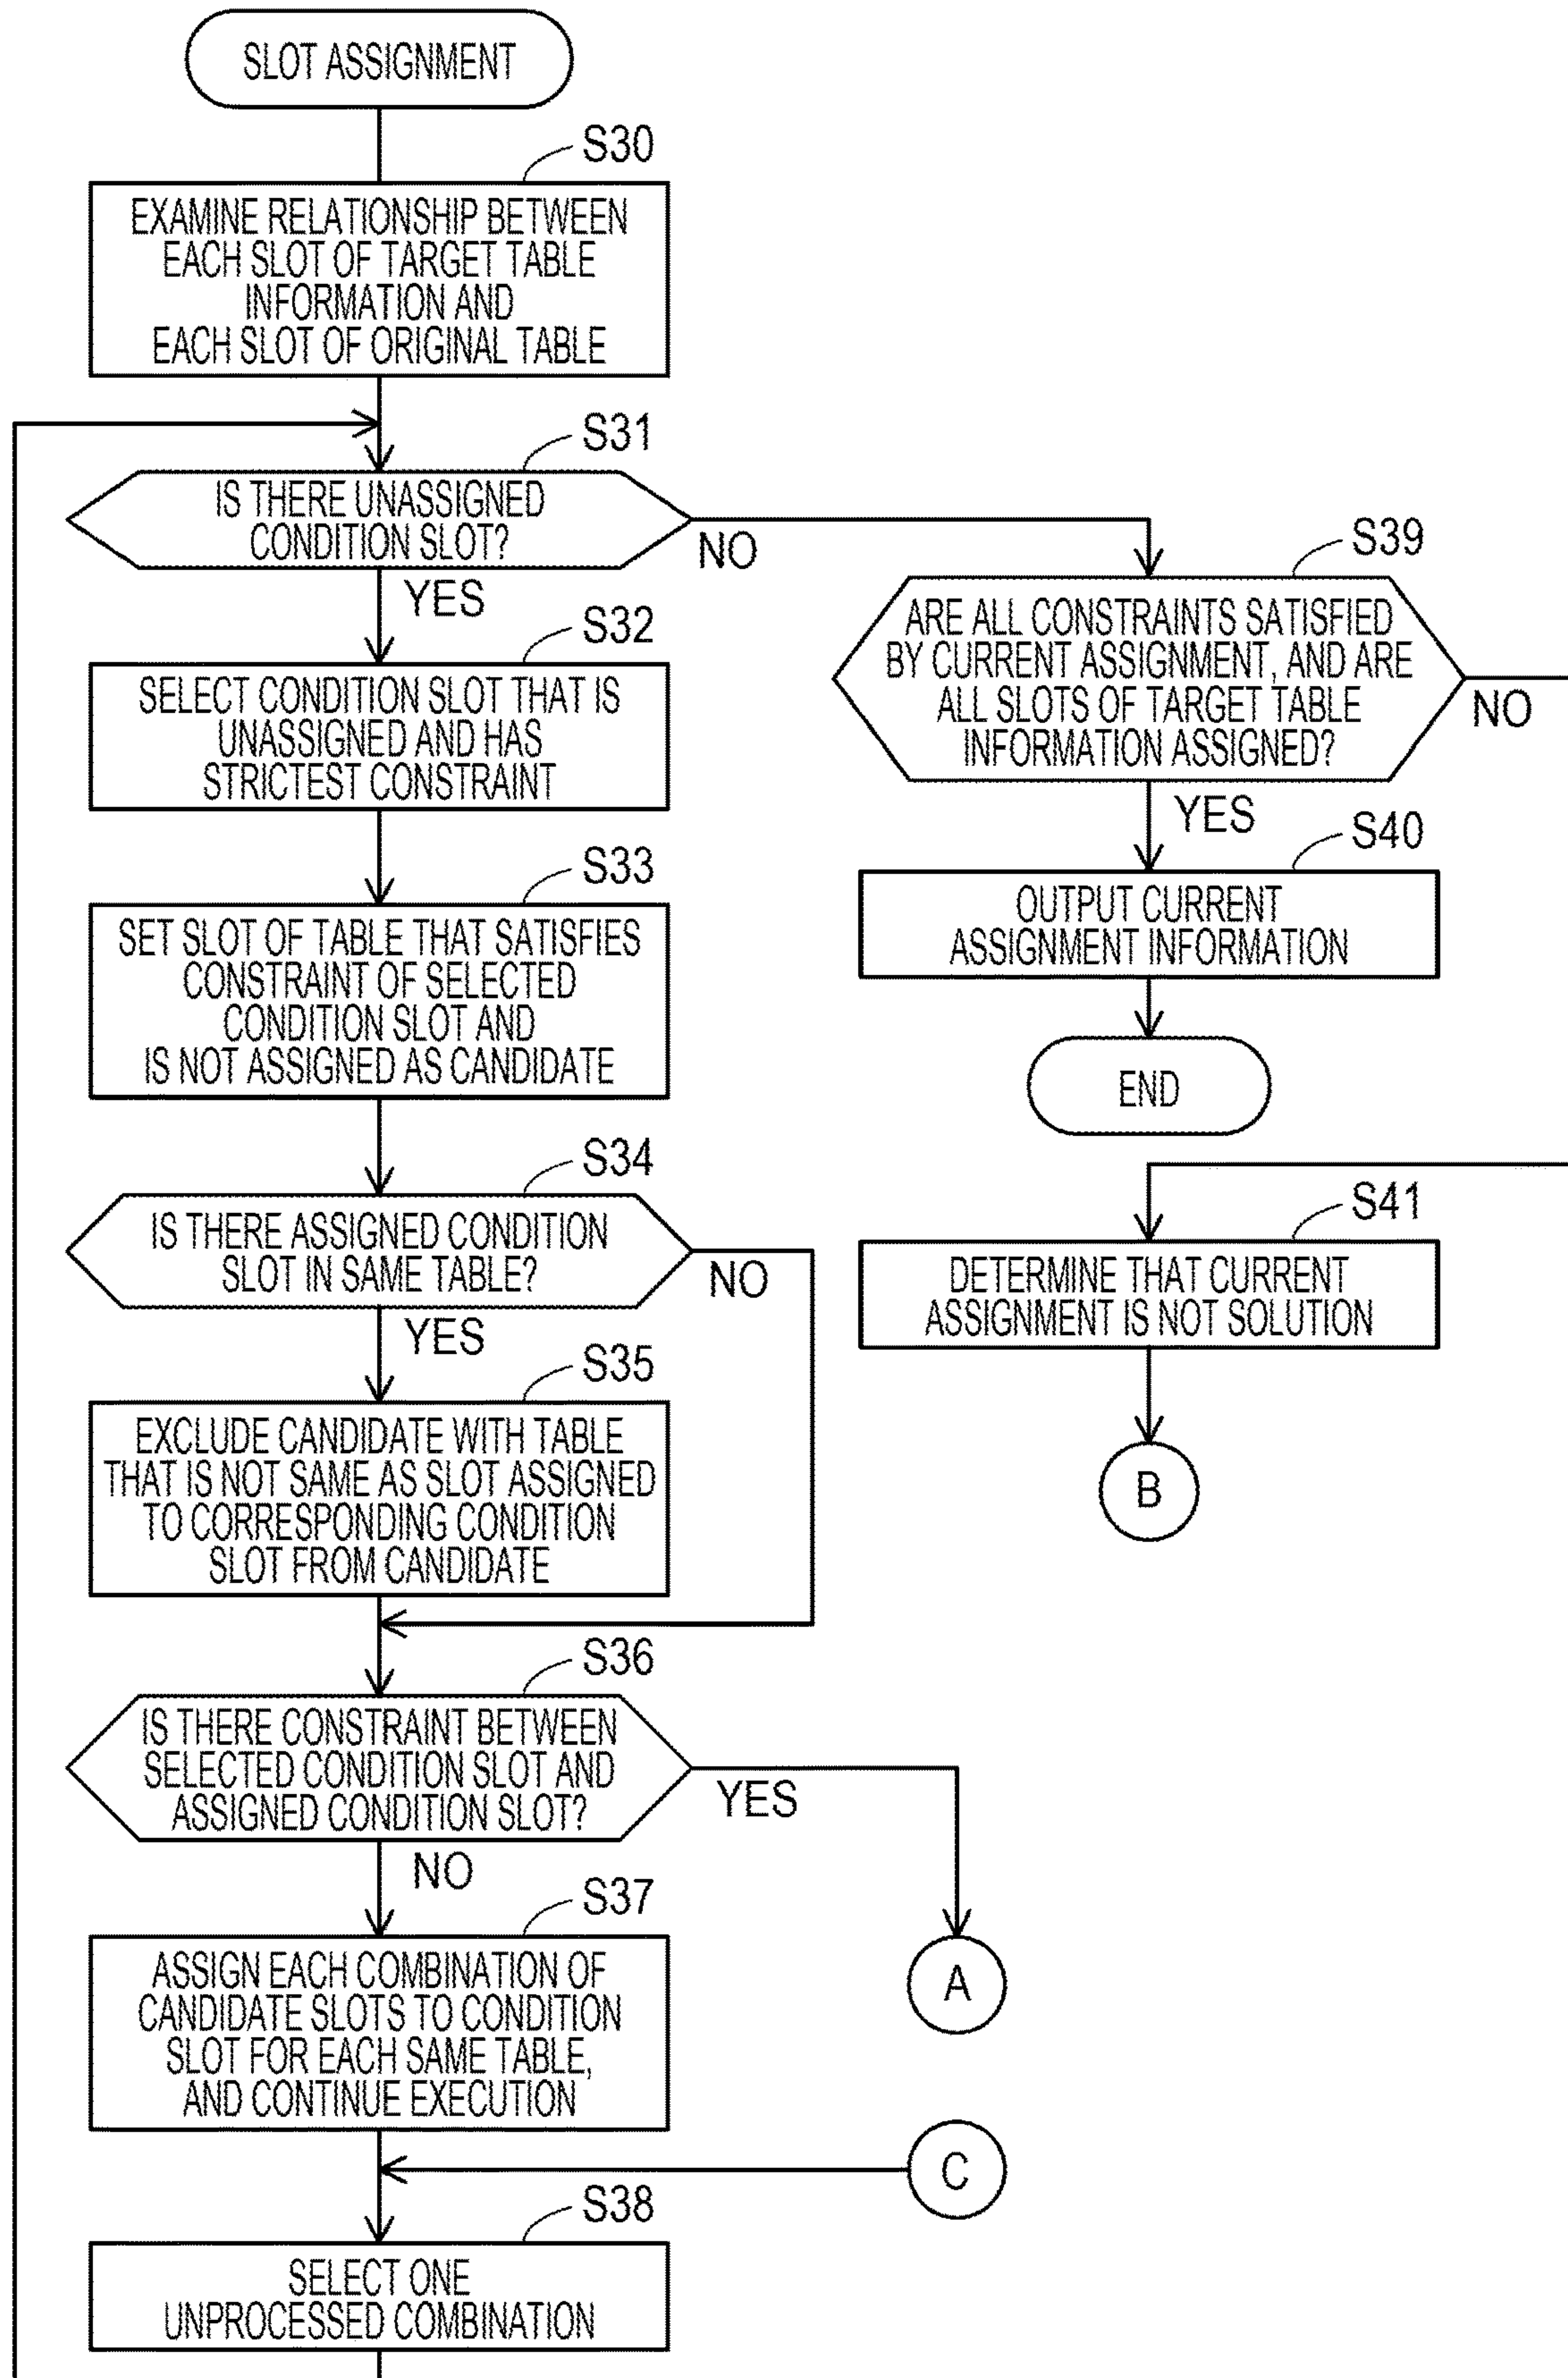 SLOT ASSIGNMENT
S30
EXAMINE RELATIONSHIP BETWEEN
EACH SLOT OF TARGET TABLE
INFORMATION AND
EACH SLOT OF ORIGINAL TABLE
S31
IS THERE UNASSIGNED
CONDITION SLOT?
NO
YES
S32
SELECT CONDITION SLOT THAT IS
UNASSIGNED AND HAS
STRICTEST CONSTRAINT
S33
SET SLOT OF TABLE THAT SATISFIES
CONSTRAINT OF SELECTED
CONDITION SLOT AND
IS NOT ASSIGNED AS CANDIDATE
S34
IS THERE ASSIGNED CONDITION
SLOT IN SAME TABLE?
NO
YES
S35
EXCLUDE CANDIDATE WITH TABLE
THAT IS NOT SAME AS SLOT ASSIGNED
TO CORRESPONDING CONDITION
SLOT FROM CANDIDATE
S36
IS THERE CONSTRAINT BETWEEN
SELECTED CONDITION SLOT AND
ASSIGNED CONDITION SLOT?
YES
NO
A
S37
ASSIGN EACH COMBINATION OF
CANDIDATE SLOTS TO CONDITION
SLOT FOR EACH SAME TABLE,
AND CONTINUE EXECUTION
C
S38
SELECT ONE
UNPROCESSED COMBINATION
S39
ARE ALL CONSTRAINTS SATISFIED
BY CURRENT ASSIGNMENT, AND ARE
ALL SLOTS OF TARGET TABLE
INFORMATION ASSIGNED?
NO
YES
S40
OUTPUT CURRENT
ASSIGNMENT INFORMATION
END
S41
DETERMINE THAT CURRENT
ASSIGNMENT IS NOT SOLUTION
B